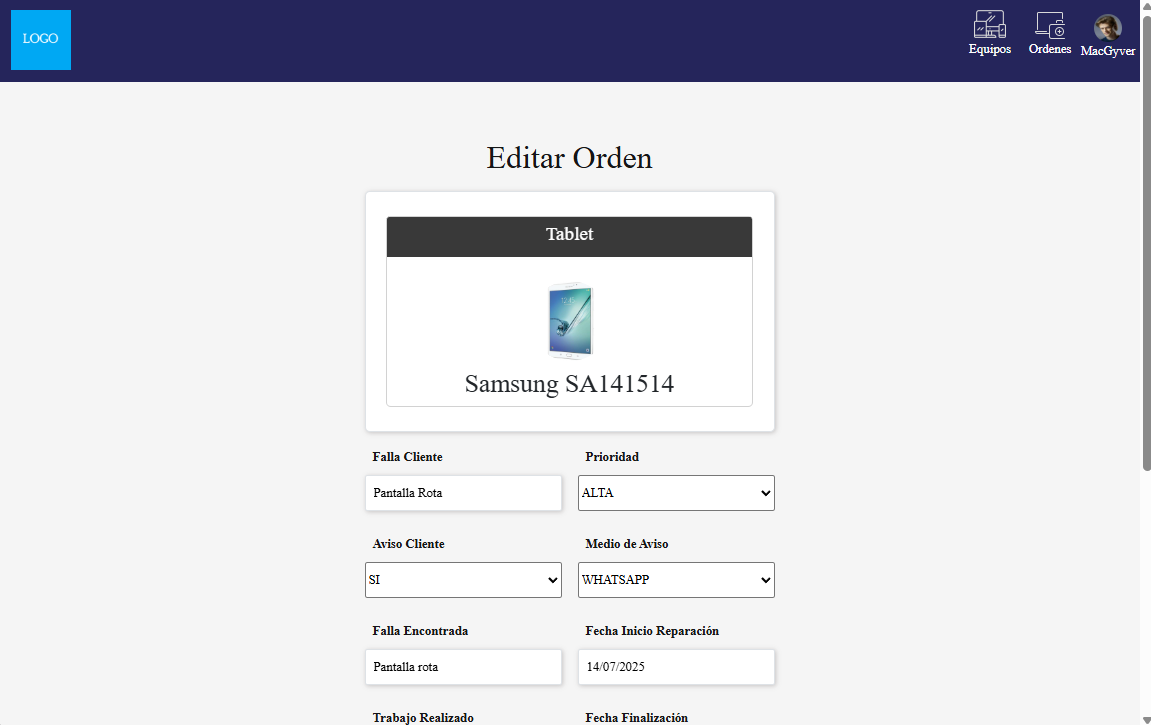 LOGO
Equipos
Ordenes
MacGyver
Editar Orden
Tablet
Samsung SA141514
Falla Cliente
Prioridad
Pantalla Rota
ALTA
Aviso Cliente
Medio de Aviso
SI
WHATSAPP
Falla Encontrada
Fecha Inicio Reparación
Pantalla rota
14/07/2025
Trabajo Realizado
Fecha Finalización